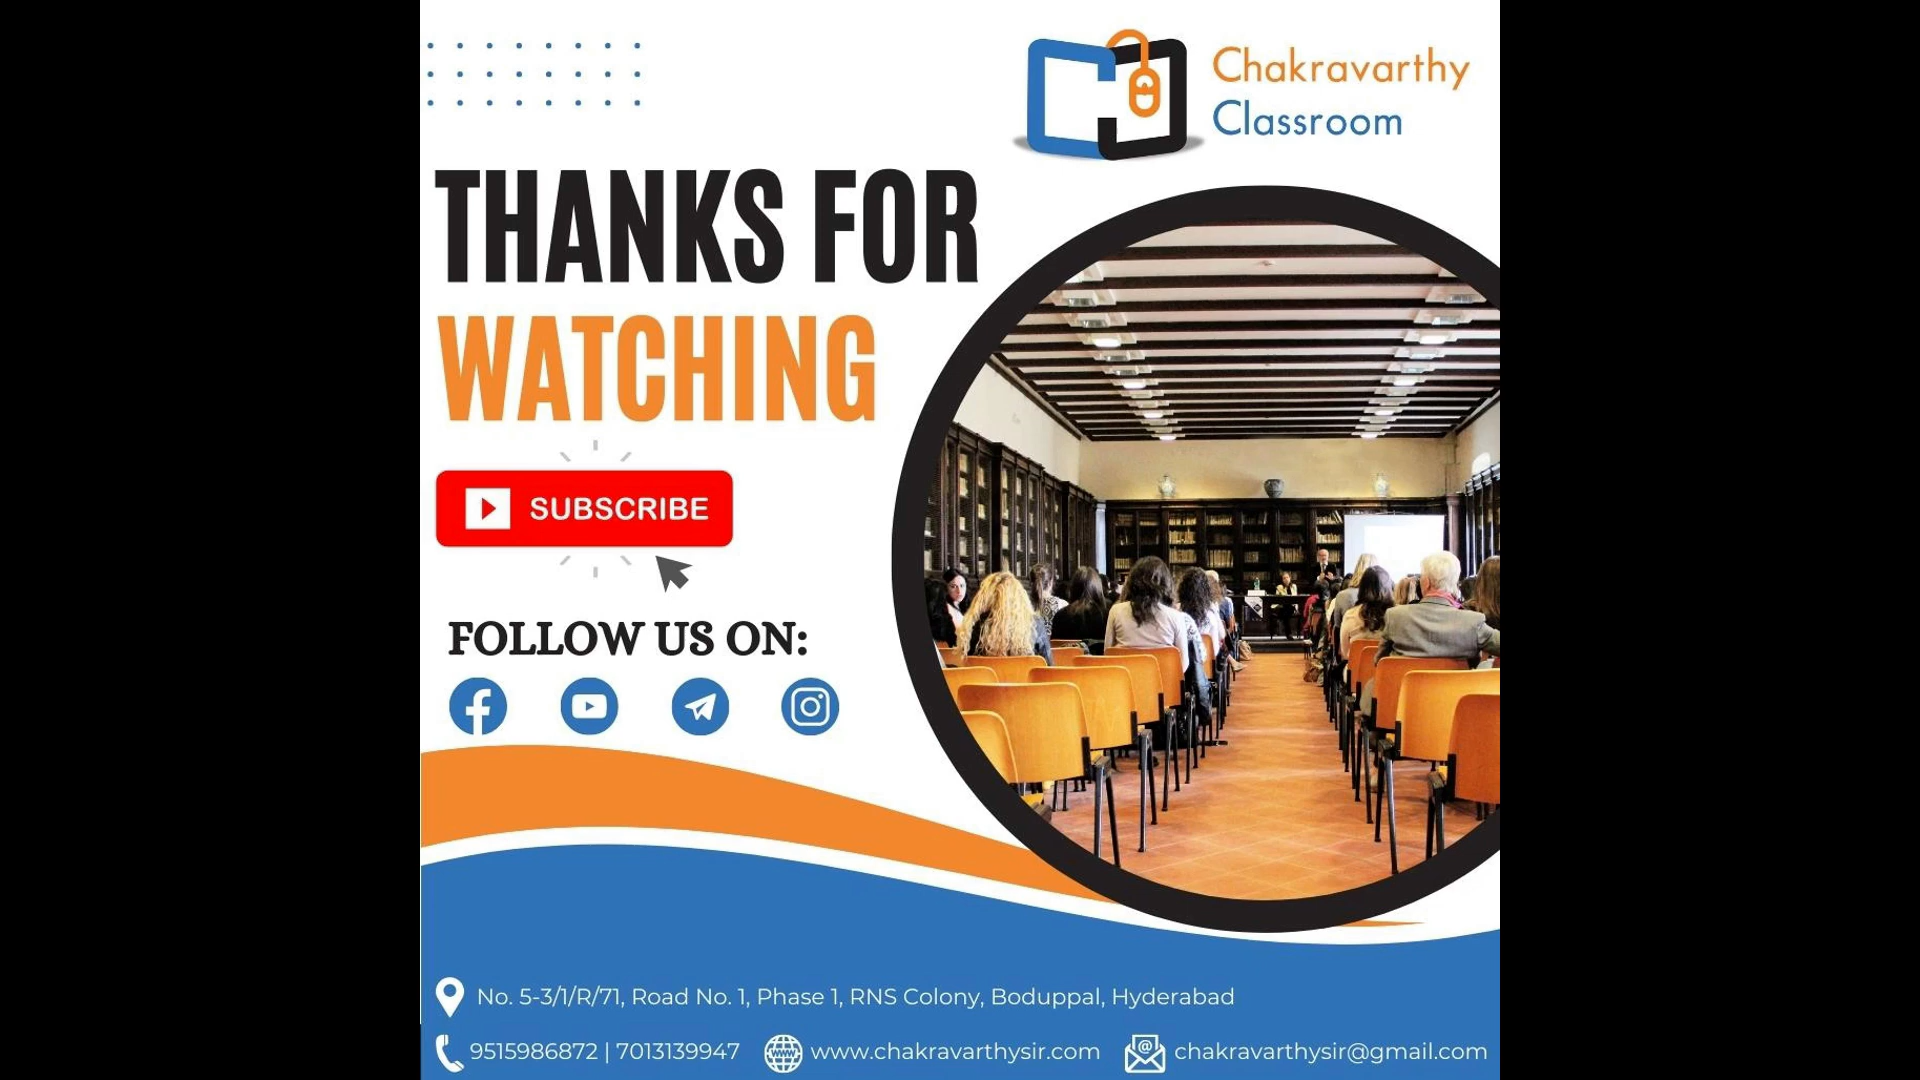 Chakravarthy
Classroom
THANKS FOR
WATCHING
SUBSCRIBE
FOLLOW US ON:
No. 5-3/1/R/71, Road No. 1, Phase 1, RNS Colony, Boduppal, Hyderabad
9515986872 | 7013139947
www.chakravarthysir.com
chakravarthysir@gmail.com